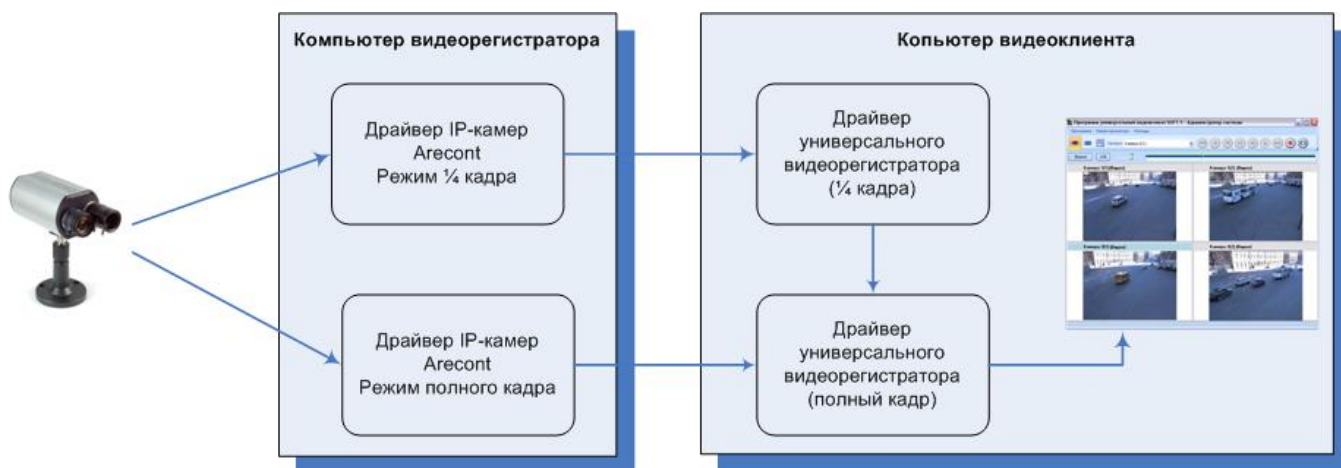 Компьютер видеорегистратора
Копьютер видеоклиента
Драйвер IP-камер
Arecont
Режим ¼ кадра
Драйвер
универсального
видеорегистратора
(¼ кадра)
Драйвер IP-камер
Arecont
Режим полного кадра
Драйвер
универсального
видеорегистратора
(полный кадр)